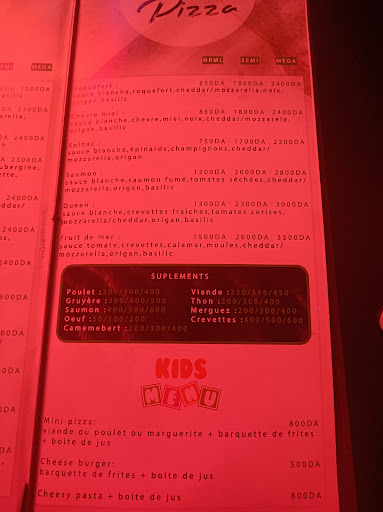 Pizza
NRML SEMI MEGA
Roquefort : 850DA 1800DA 2400DA
sauce blanche,roquefort,cheddar/mozzarella,noix,
origan,basilic
Chevre miel : 850DA 1800DA 2400DA
sauce blanche,chevre,miel,noix,cheddar/mozzarela,
origan,basilic
Spinac : 750DA 1700DA 2300DA
sauce blanche,épinards,champignons,cheddar/
mozzarella,origan
Saumon : 1200DA 2000DA 2800DA
sauce blanche,saumon fumé,tomates séchées,cheddar/
mozzarella,origan,basilic
Queen : 1300DA 2300DA 3000DA
sauce blanche,crevettes fraiches,tomates cerises,
mozzarella/cheddar,origan,basilic
Fruit de mer : 1500DA 2600DA 3500DA
sauce tomate,crevettes,calamar,moules,cheddar/
mozzarella,origan,basilic
SUPLEMENTS
Poulet :200/300/400
Gruyère :300/400/500
Saumon :400/500/600
Oeuf :50/100/200
Camemebert :200/300/400
Viande :250/350/450
Thon :200/300/400
Merguez :200/300/400
Crevettes :400/500/600
KIDS
MENU
Mini pizza: 800DA
viande ou poulet ou marguerite + barquette de frites
+ boite de jus
Cheese burger: 500DA
barquette de frites + boite de jus
Cheesy pasta + boite de jus 800DA
SEMI MEGA